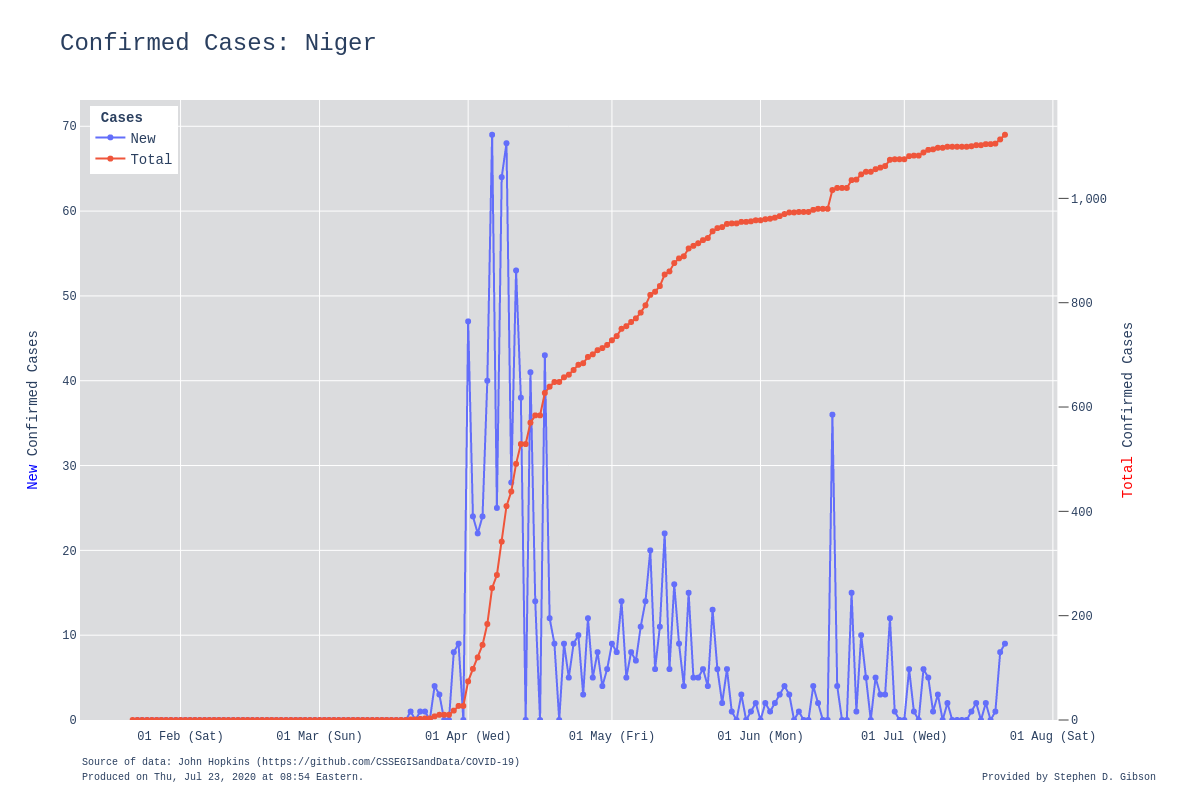 Confirmed Cases: Niger
Cases
New
Total
70
60
50
40
30
20
10
0
1,000
800
600
400
200
0
New Confirmed Cases
Total Confirmed Cases
01 Feb (Sat)
01 Mar (Sun)
01 Apr (Wed)
01 May (Fri)
01 Jun (Mon)
01 Jul (Wed)
01 Aug (Sat)
Source of data: John Hopkins (https://github.com/CSSEGISandData/COVID-19)
Produced on Thu, Jul 23, 2020 at 08:54 Eastern.
Provided by Stephen D. Gibson